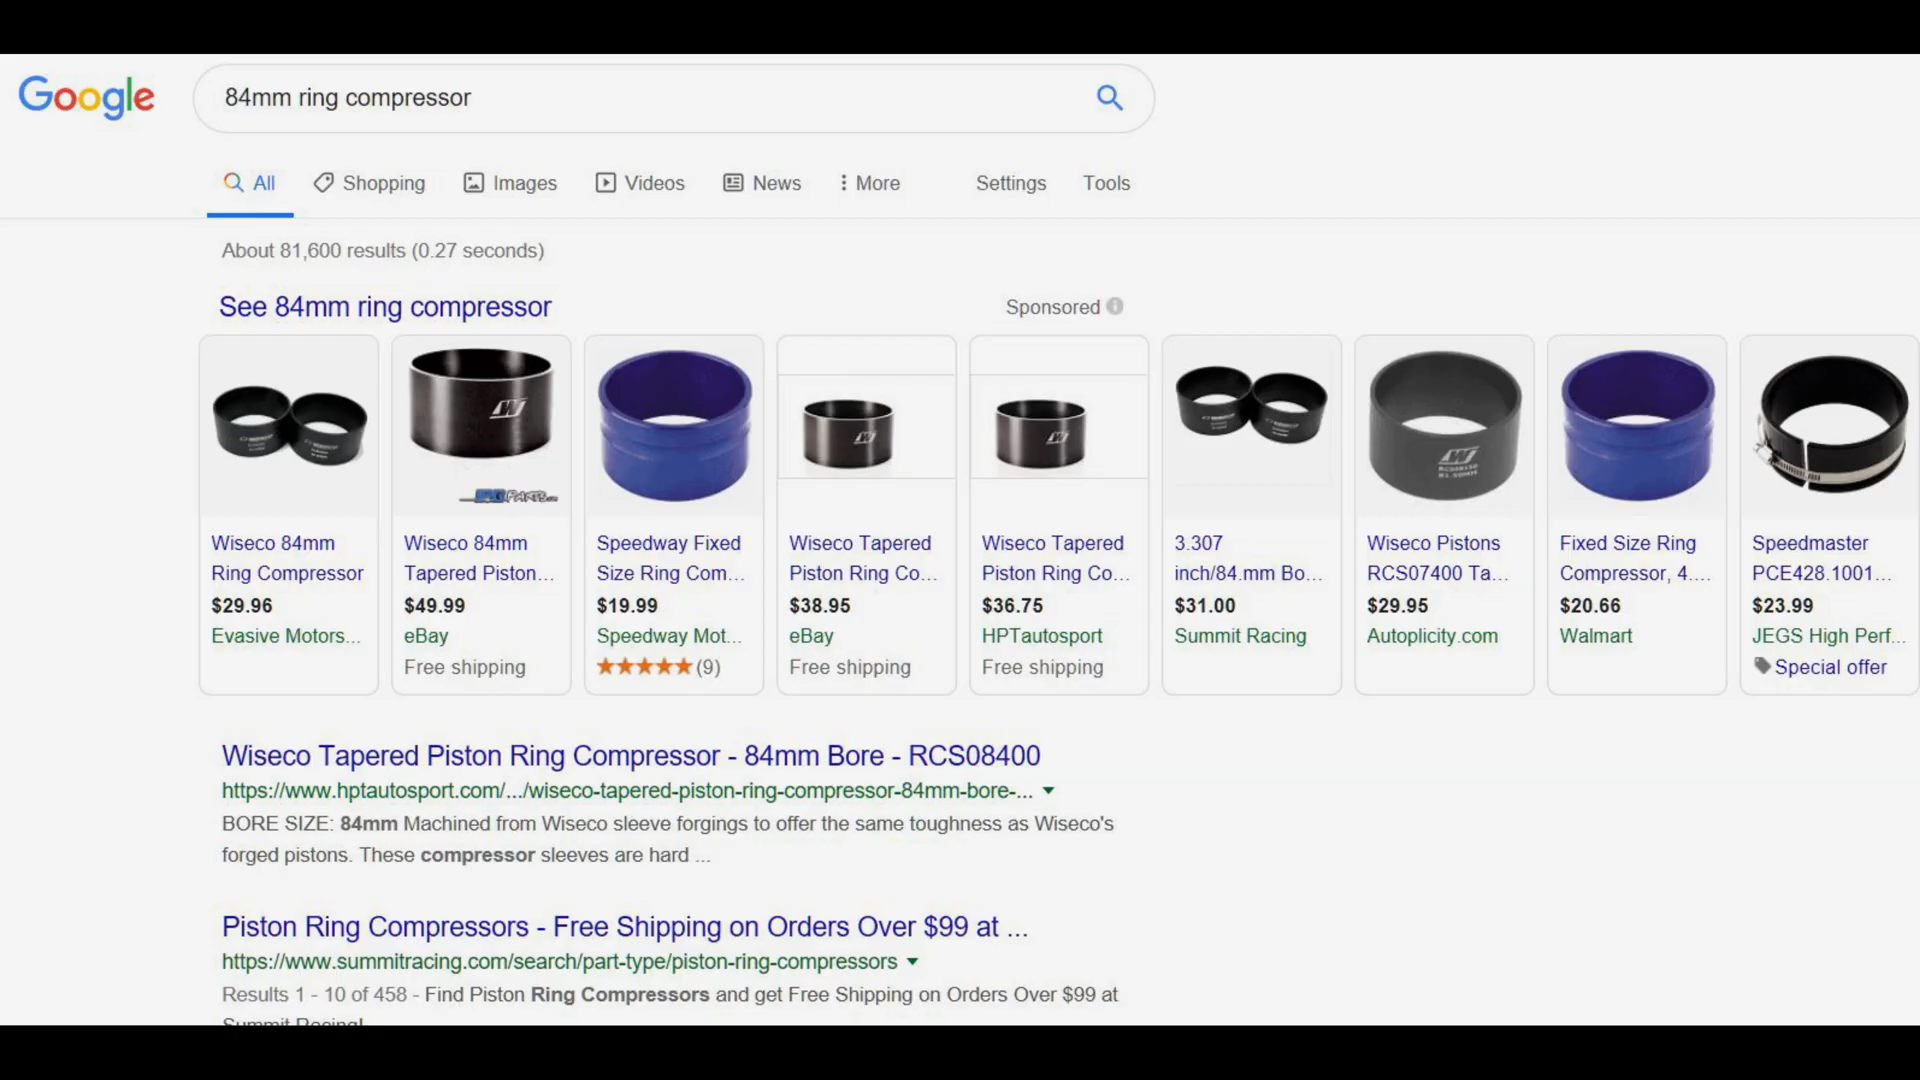 Google
84mm ring compressor
All Shopping Images Videos News More Settings Tools
About 81,600 results (0.27 seconds)
See 84mm ring compressor
Sponsored
Wiseco 84mm
Ring Compressor
$29.96
Evasive Motors...
Wiseco 84mm
Tapered Piston...
$49.99
eBay
Free shipping
Speedway Fixed
Size Ring Com...
$19.99
Speedway Mot...
(9)
Wiseco Tapered
Piston Ring Co...
$38.95
eBay
Free shipping
Wiseco Tapered
Piston Ring Co...
$36.75
HPTautosport
Free shipping
3.307
inch/84.mm Bo...
$31.00
Summit Racing
Wiseco Pistons
RCS07400 Ta...
$29.95
Autoplicity.com
Fixed Size Ring
Compressor, 4....
$20.66
Walmart
Speedmaster
PCE428.1001...
$23.99
JEGS High Perf...
Special offer
Wiseco Tapered Piston Ring Compressor - 84mm Bore - RCS08400
https://www.hptautosport.com/.../wiseco-tapered-piston-ring-compressor-84mm-bore-...
BORE SIZE: 84mm Machined from Wiseco sleeve forgings to offer the same toughness as Wiseco's
forged pistons. These compressor sleeves are hard ...
Piston Ring Compressors - Free Shipping on Orders Over $99 at ...
https://www.summitracing.com/search/part-type/piston-ring-compressors
Results 1 - 10 of 458 - Find Piston Ring Compressors and get Free Shipping on Orders Over $99 at
Summit Racing!